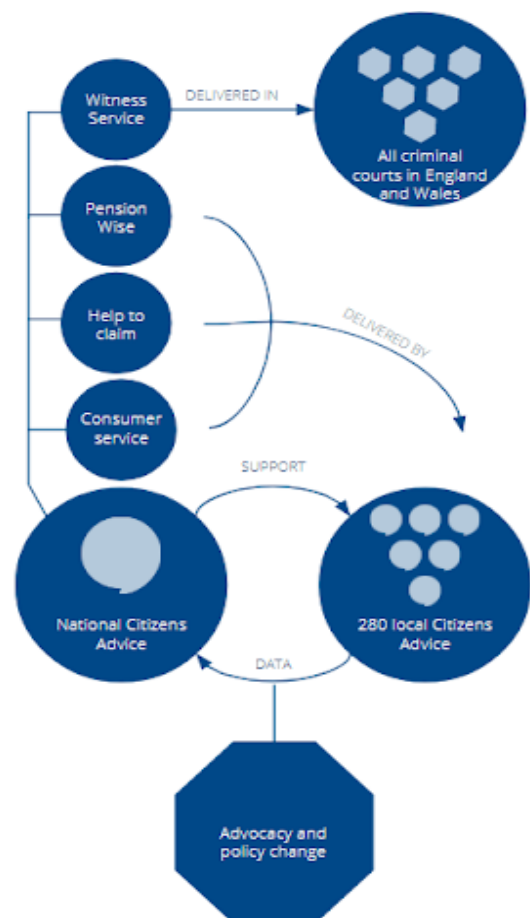 Witness
Service
DELIVERED IN
All criminal
courts in England
and Wales
Pension
Wise
Help to
claim
DELIVERED BY
Consumer
service
SUPPORT
National Citizens
Advice
280 local Citizens
Advice
DATA
Advocacy and
policy change